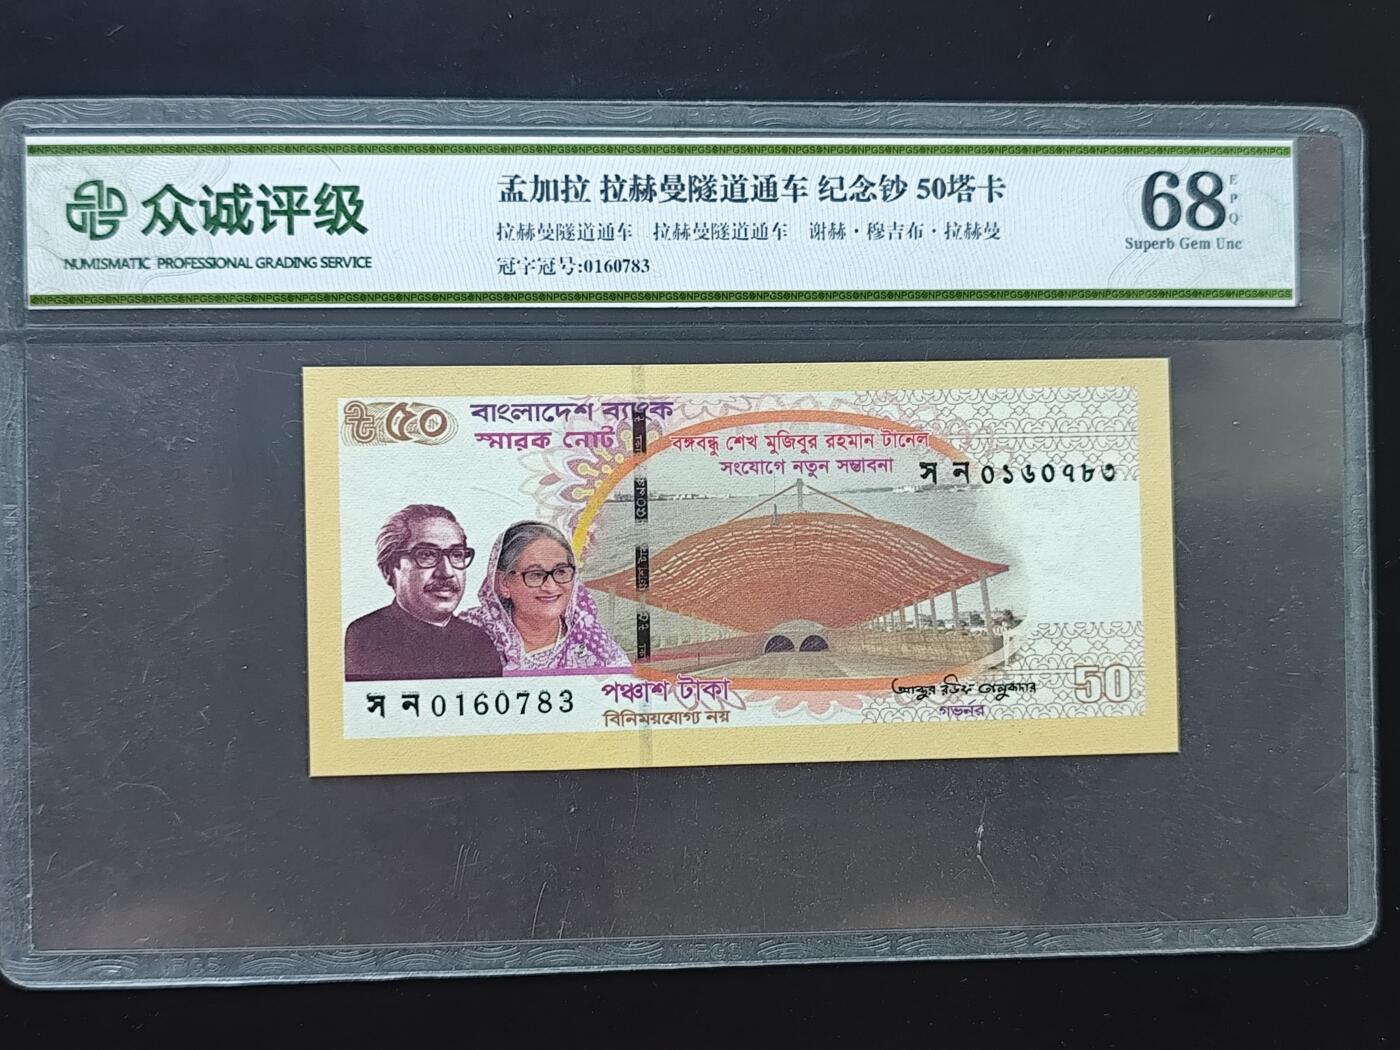 众诚评级
NUMISMATIC PROFESSIONAL GRADING SERVICE
孟加拉 拉赫曼隧道通车 纪念钞 50塔卡
拉赫曼隧道通车 拉赫曼隧道通车 谢赫·穆吉布·拉赫曼
冠字冠号:0160783
68
EPQ
Superb Gem Unc
৳ ৫০
বাংলাদেশ ব্যাংক
স্মারক নোট
বঙ্গবন্ধু শেখ মুজিবুর রহমান টানেল
সংযোগে নতুন সম্ভাবনা
স ন ০১৬০৭৮৩
স ন 0160783
পঞ্চাশ টাকা
বিনিময়যোগ্য নয়
আব্দুর রউফ তালুকদার
গভর্নর
50